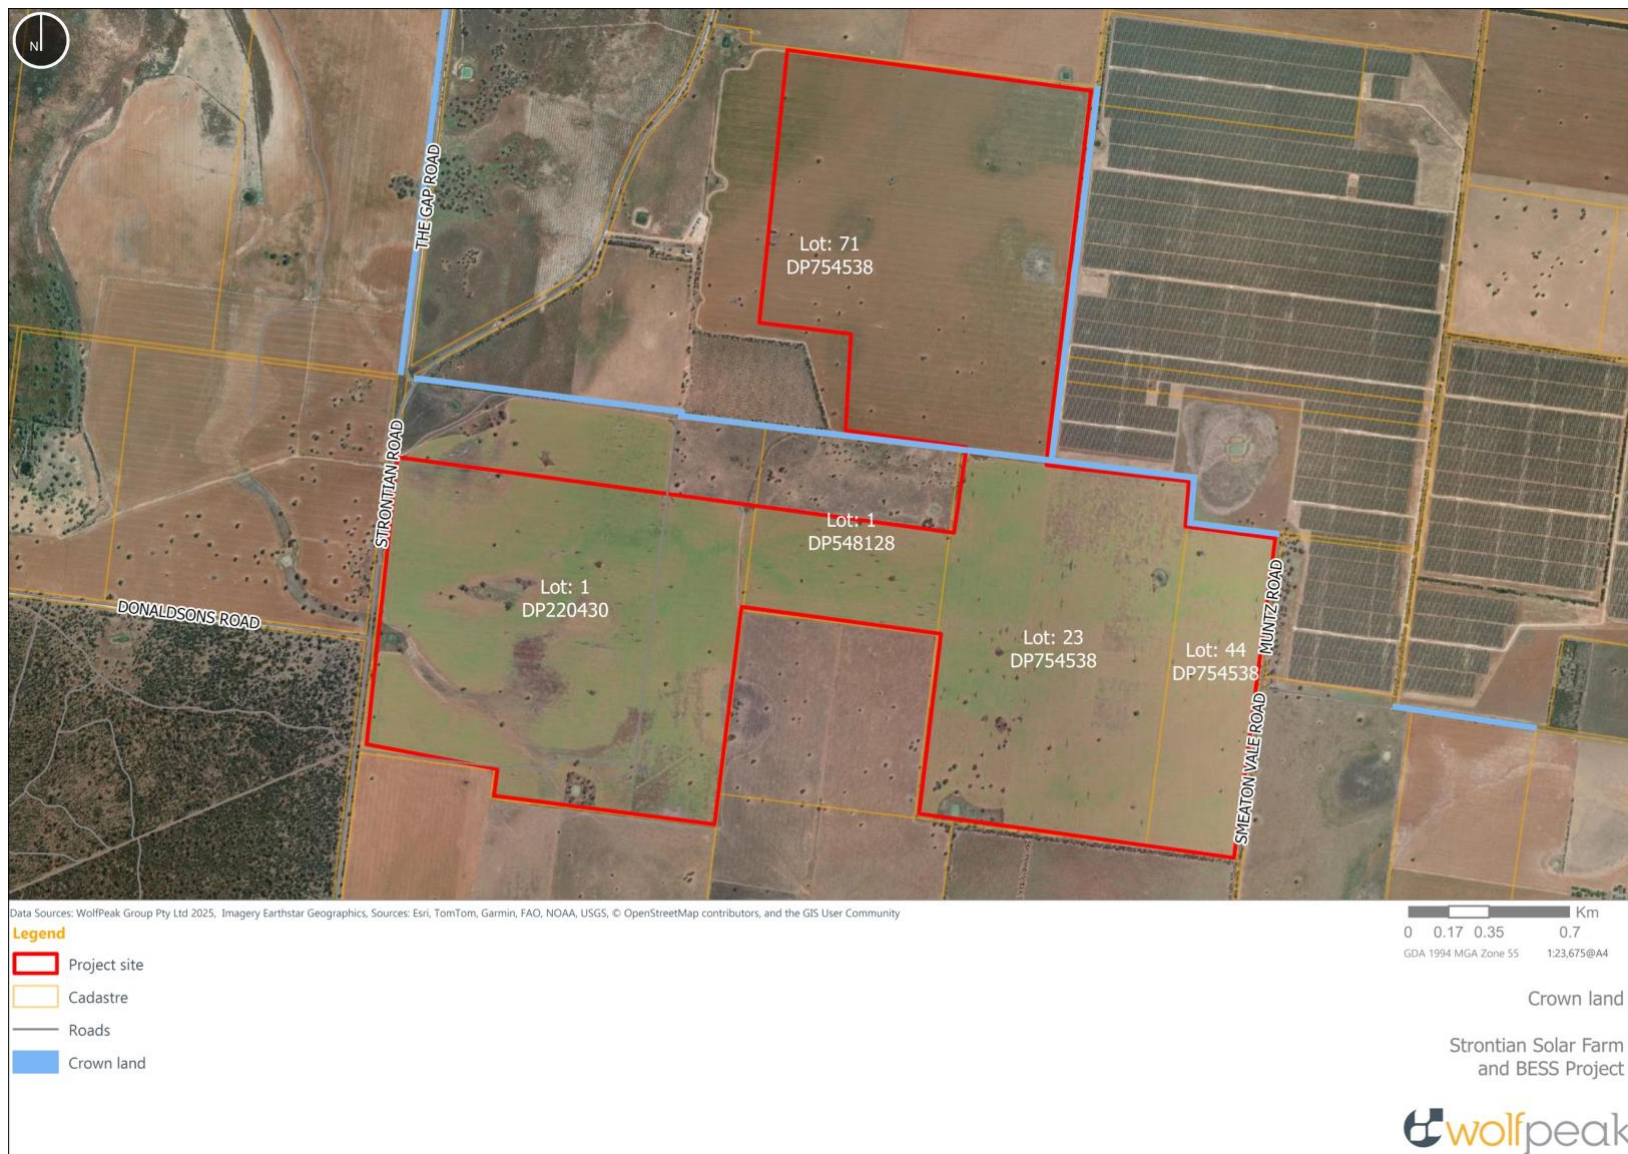 N
THE GAP ROAD
Lot: 71
DP754538
STRONTIAN ROAD
Lot: 1
DP548128
Lot: 1
DP220430
DONALDSONS ROAD
MUNTZ ROAD
Lot: 23
DP754538
Lot: 44
DP754538
SMEATON VALE ROAD
Data Sources: WolfPeak Group Pty Ltd 2025, Imagery Earthstar Geographics, Sources: Esri, TomTom, Garmin, FAO, NOAA, USGS, © OpenStreetMap contributors, and the GIS User Community
Legend
Project site
Cadastre
Roads
Crown land
Km
0 0.17 0.35 0.7
GDA 1994 MGA Zone 55 1:23,675@A4
Crown land
Strontian Solar Farm
and BESS Project
wolfpeak